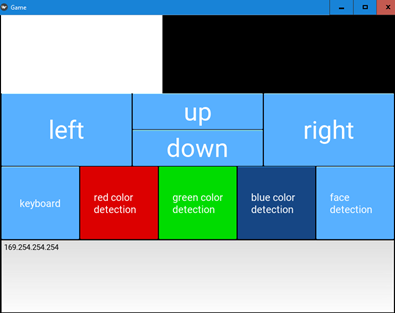 Game
left
up
down
right
keyboard
red color
detection
green color
detection
blue color
detection
face
detection
169.254.254.254